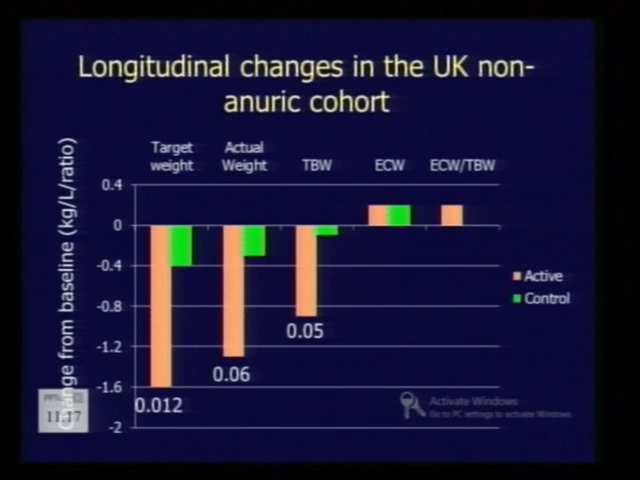 Longitudinal changes in the UK non-
anuric cohort
Target
weight
Actual
Weight
TBW
ECW
ECW/TBW
Change from baseline (kg/L/ratio)
0.4
0
-0.4
-0.8
-1.2
-1.6
-2
0.05
0.06
0.012
Active
Control
11:17
Activate Windows
Go to PC settings to activate Windows.